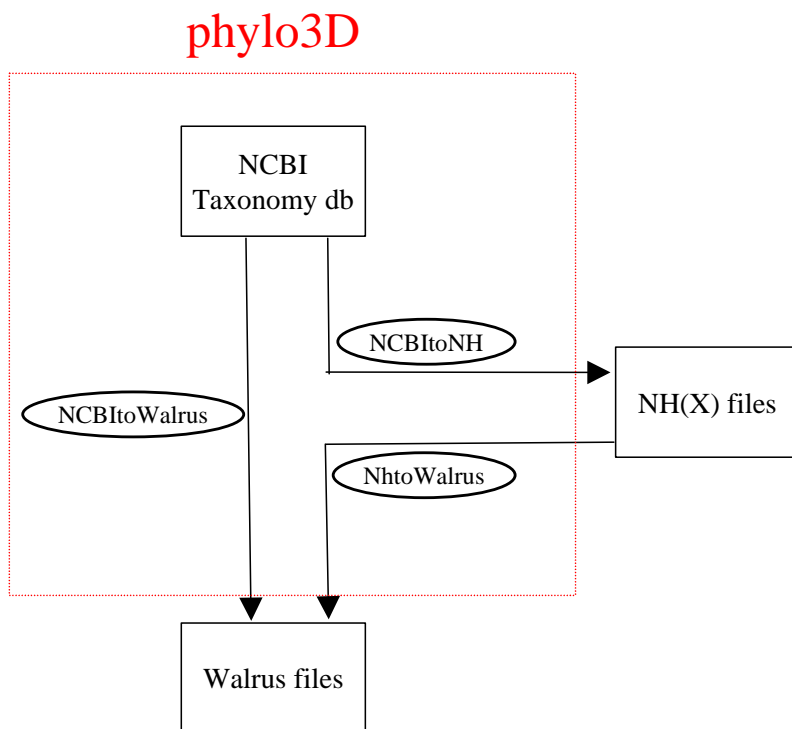 phylo3D
NCBI
Taxonomy db
NCBItoNH
NH(X) files
NCBItoWalrus
NhtoWalrus
Walrus files